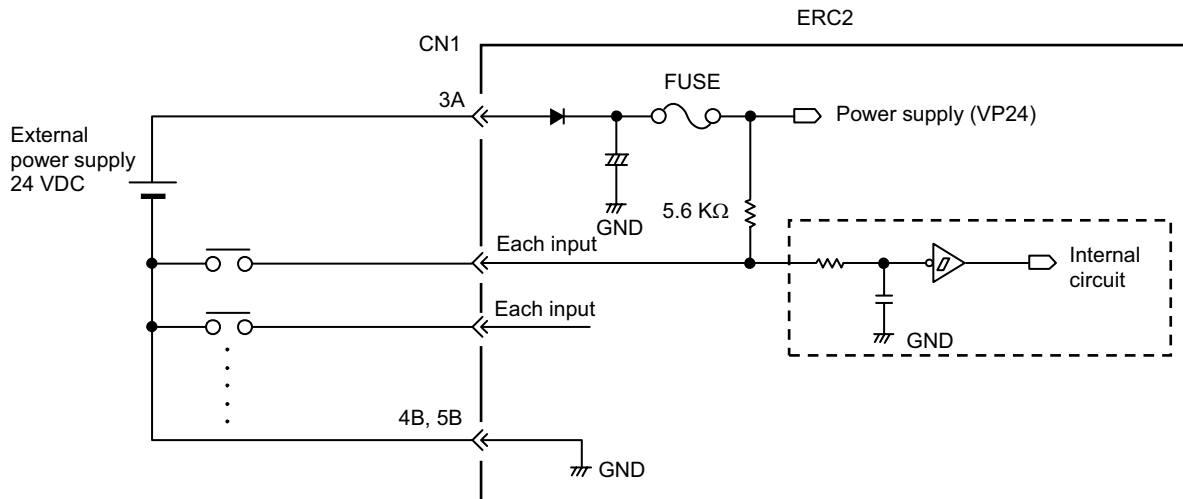 ERC2
CN1
FUSE
3A
Power supply (VP24)
External
power supply
24 VDC
GND
5.6 KΩ
Each input
Internal
circuit
Each input
GND
4B, 5B
GND